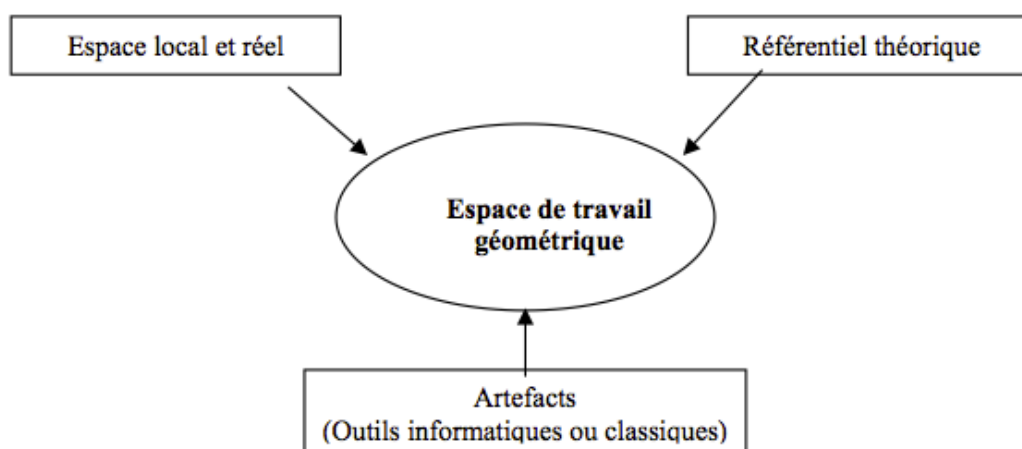 Espace local et réel
Référentiel théorique
Espace de travail
géométrique
Artefacts
(Outils informatiques ou classiques)